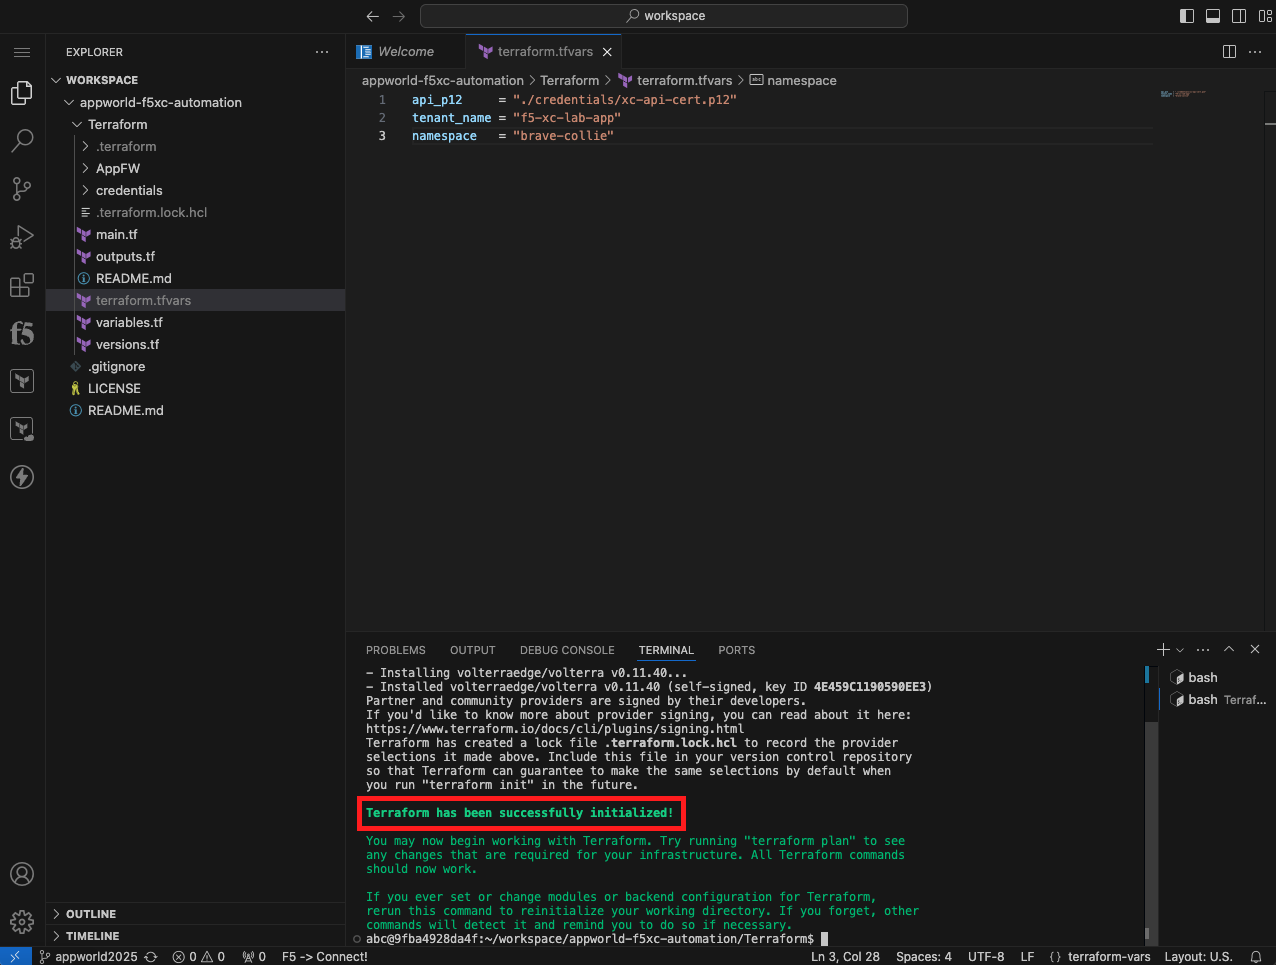 workspace
EXPLORER
Welcome
terraform.tfvars
WORKSPACE
appworld-f5xc-automation
Terraform
.terraform
AppFW
credentials
.terraform.lock.hcl
main.tf
outputs.tf
README.md
terraform.tfvars
variables.tf
versions.tf
.gitignore
LICENSE
README.md
f5
OUTLINE
TIMELINE
appworld-f5xc-automation > Terraform > terraform.tfvars > abc namespace
1 api_p12 = "./credentials/xc-api-cert.p12"
2 tenant_name = "f5-xc-lab-app"
3 namespace = "brave-collie"
PROBLEMS OUTPUT DEBUG CONSOLE TERMINAL PORTS
- Installing volterraedge/volterra v0.11.40...
- Installed volterraedge/volterra v0.11.40 (self-signed, key ID 4E459C1190590EE3)
Partner and community providers are signed by their developers.
If you'd like to know more about provider signing, you can read about it here:
https://www.terraform.io/docs/cli/plugins/signing.html
Terraform has created a lock file .terraform.lock.hcl to record the provider
selections it made above. Include this file in your version control repository
so that Terraform can guarantee to make the same selections by default when
you run "terraform init" in the future.
Terraform has been successfully initialized!
You may now begin working with Terraform. Try running "terraform plan" to see
any changes that are required for your infrastructure. All Terraform commands
should now work.
If you ever set or change modules or backend configuration for Terraform,
rerun this command to reinitialize your working directory. If you forget, other
commands will detect it and remind you to do so if necessary.
abc@9fba4928da4f:~/workspace/appworld-f5xc-automation/Terraform$
bash
bash Terraf...
appworld2025 0 0 0 F5 -> Connect! Ln 3, Col 28 Spaces: 4 UTF-8 LF { } terraform-vars Layout: U.S.